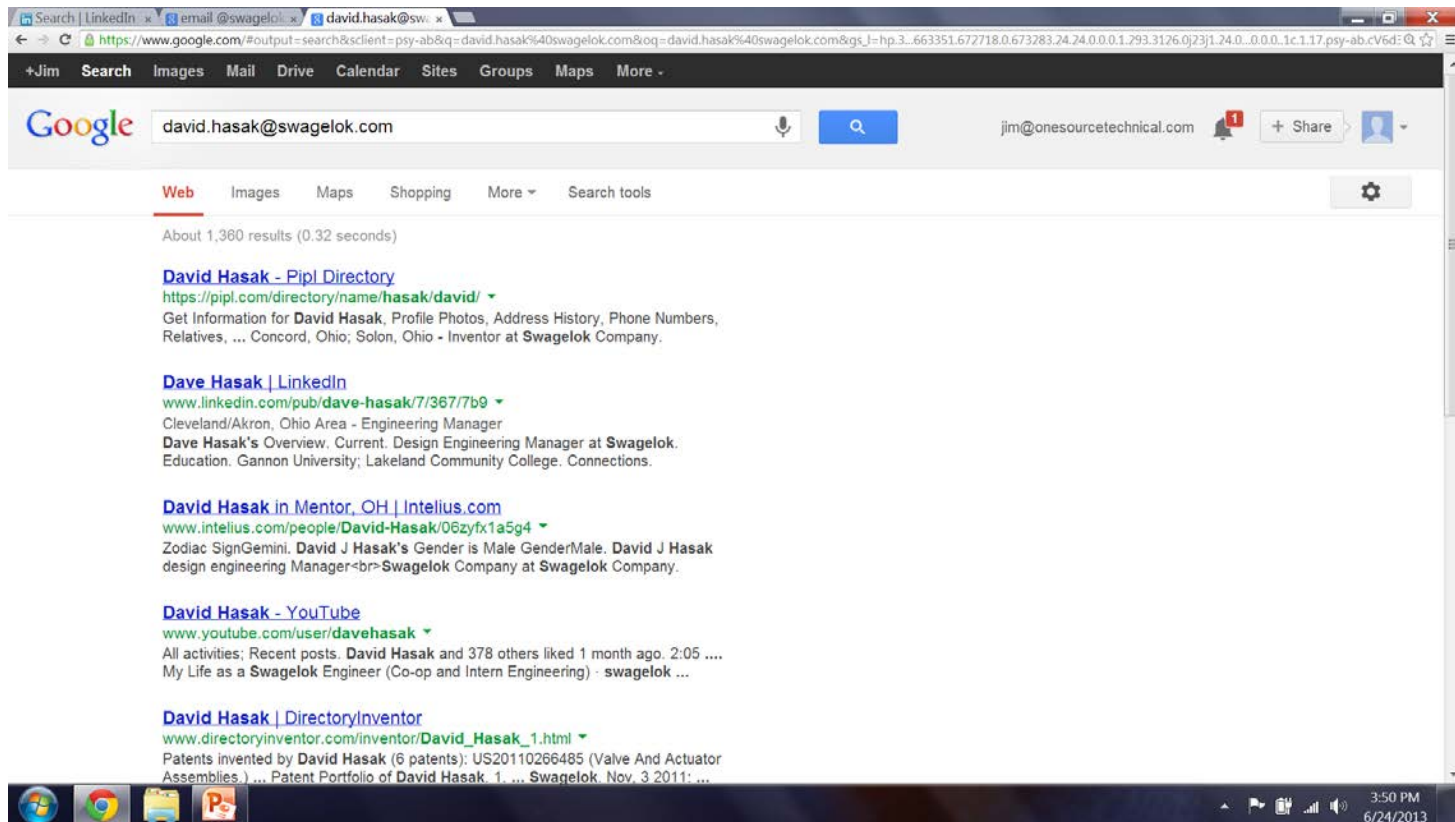 Search | LinkedIn
email @swagelok
david.hasak@swa
https://www.google.com/#output=search&sclient=psy-ab&q=david.hasak%40swagelok.com&oq=david.hasak%40swagelok.com&gs_l=hp.3...663351.672718.0.673283.24.24.0.0.0.1.293.3126.0j23j1.24.0...0.0.0..1c.1.17.psy-ab.cV6d
+Jim Search Images Mail Drive Calendar Sites Groups Maps More
Google david.hasak@swagelok.com jim@onesourcetechnical.com 1 + Share
Web Images Maps Shopping More Search tools
About 1,360 results (0.32 seconds)
David Hasak - Pipl Directory
https://pipl.com/directory/name/hasak/david/
Get Information for David Hasak, Profile Photos, Address History, Phone Numbers,
Relatives, ... Concord, Ohio; Solon, Ohio - Inventor at Swagelok Company.
Dave Hasak | LinkedIn
www.linkedin.com/pub/dave-hasak/7/367/7b9
Cleveland/Akron, Ohio Area - Engineering Manager
Dave Hasak's Overview. Current. Design Engineering Manager at Swagelok.
Education. Gannon University; Lakeland Community College. Connections.
David Hasak in Mentor, OH | Intelius.com
www.intelius.com/people/David-Hasak/06zyfx1a5g4
Zodiac SignGemini. David J Hasak's Gender is Male GenderMale. David J Hasak
design engineering Manager<br>Swagelok Company at Swagelok Company.
David Hasak - YouTube
www.youtube.com/user/davehasak
All activities; Recent posts. David Hasak and 378 others liked 1 month ago. 2:05 ....
My Life as a Swagelok Engineer (Co-op and Intern Engineering) · swagelok ...
David Hasak | DirectoryInventor
www.directoryinventor.com/inventor/David_Hasak_1.html
Patents invented by David Hasak (6 patents): US20110266485 (Valve And Actuator
Assemblies.) ... Patent Portfolio of David Hasak. 1. ... Swagelok. Nov, 3 2011: ...
3:50 PM
6/24/2013